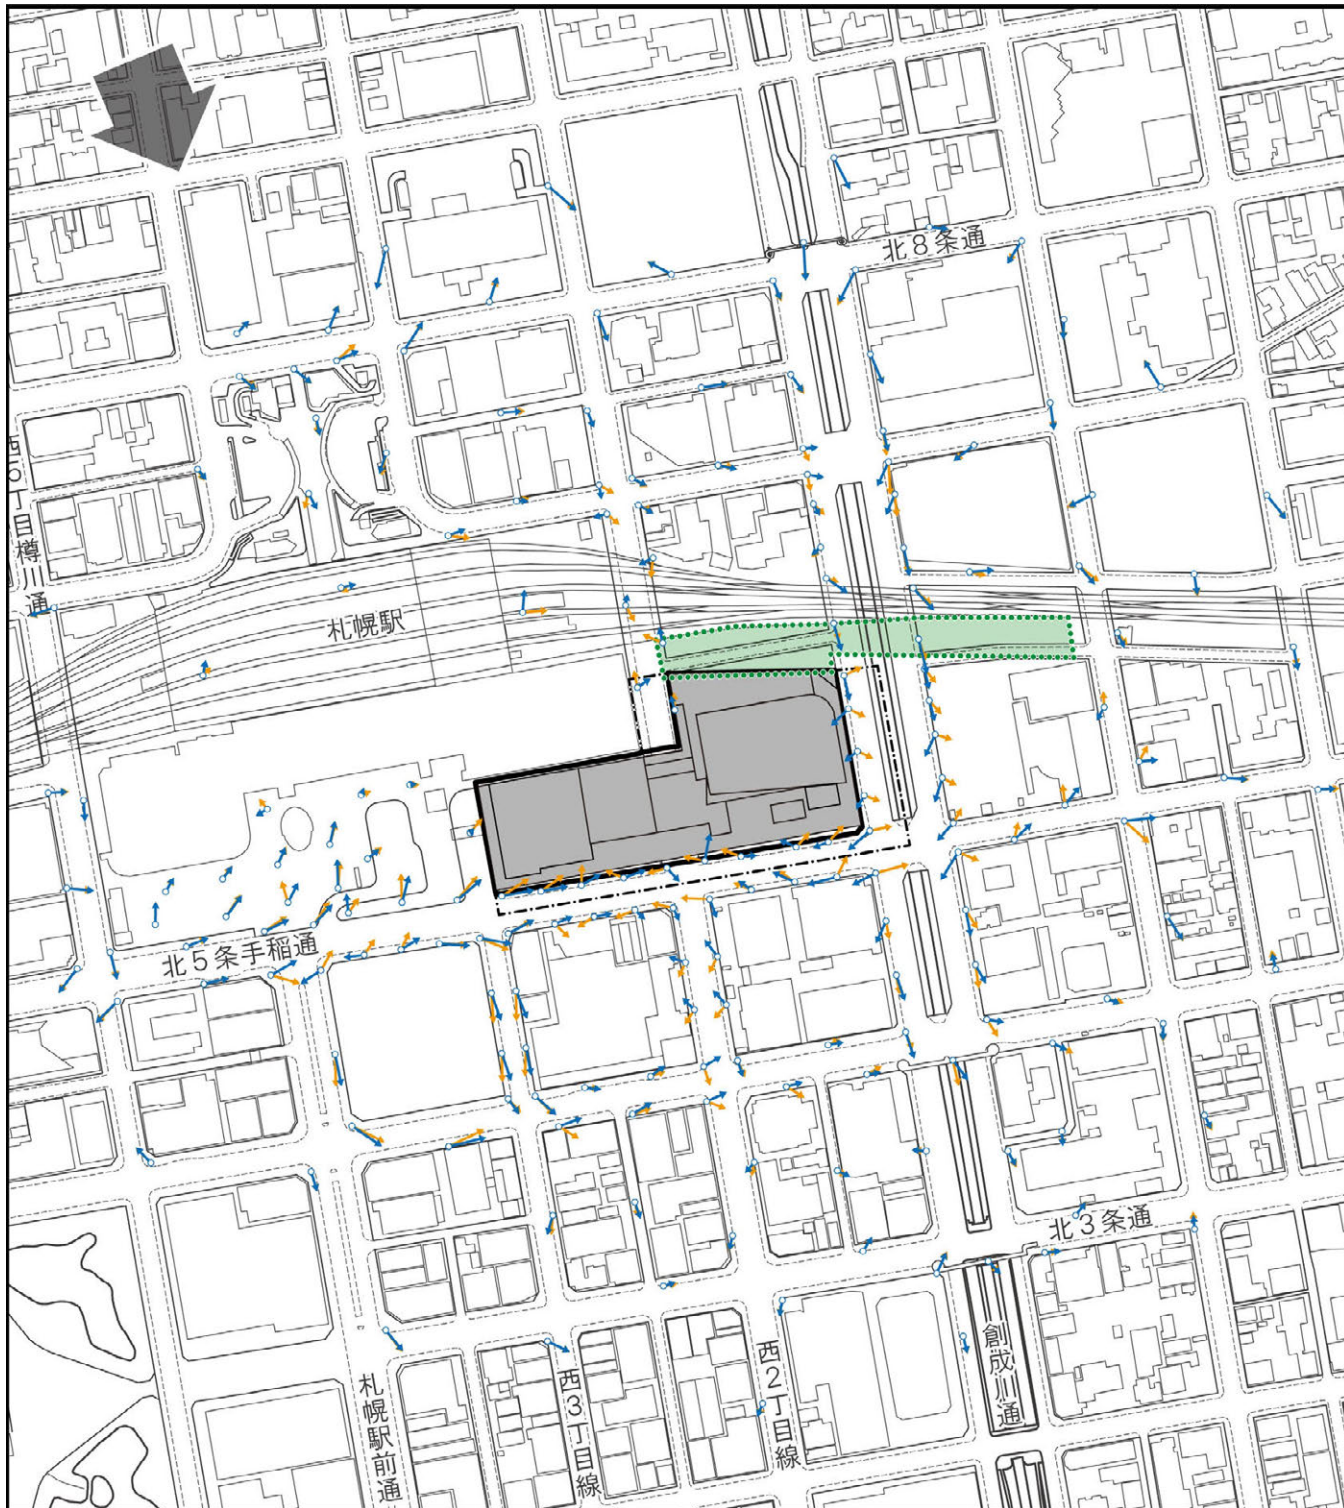 北8条通
西5丁目樽川通
札幌駅
北5条手稲通
北3条通
札幌駅前通
西3丁目線
西2丁目線
創成川通